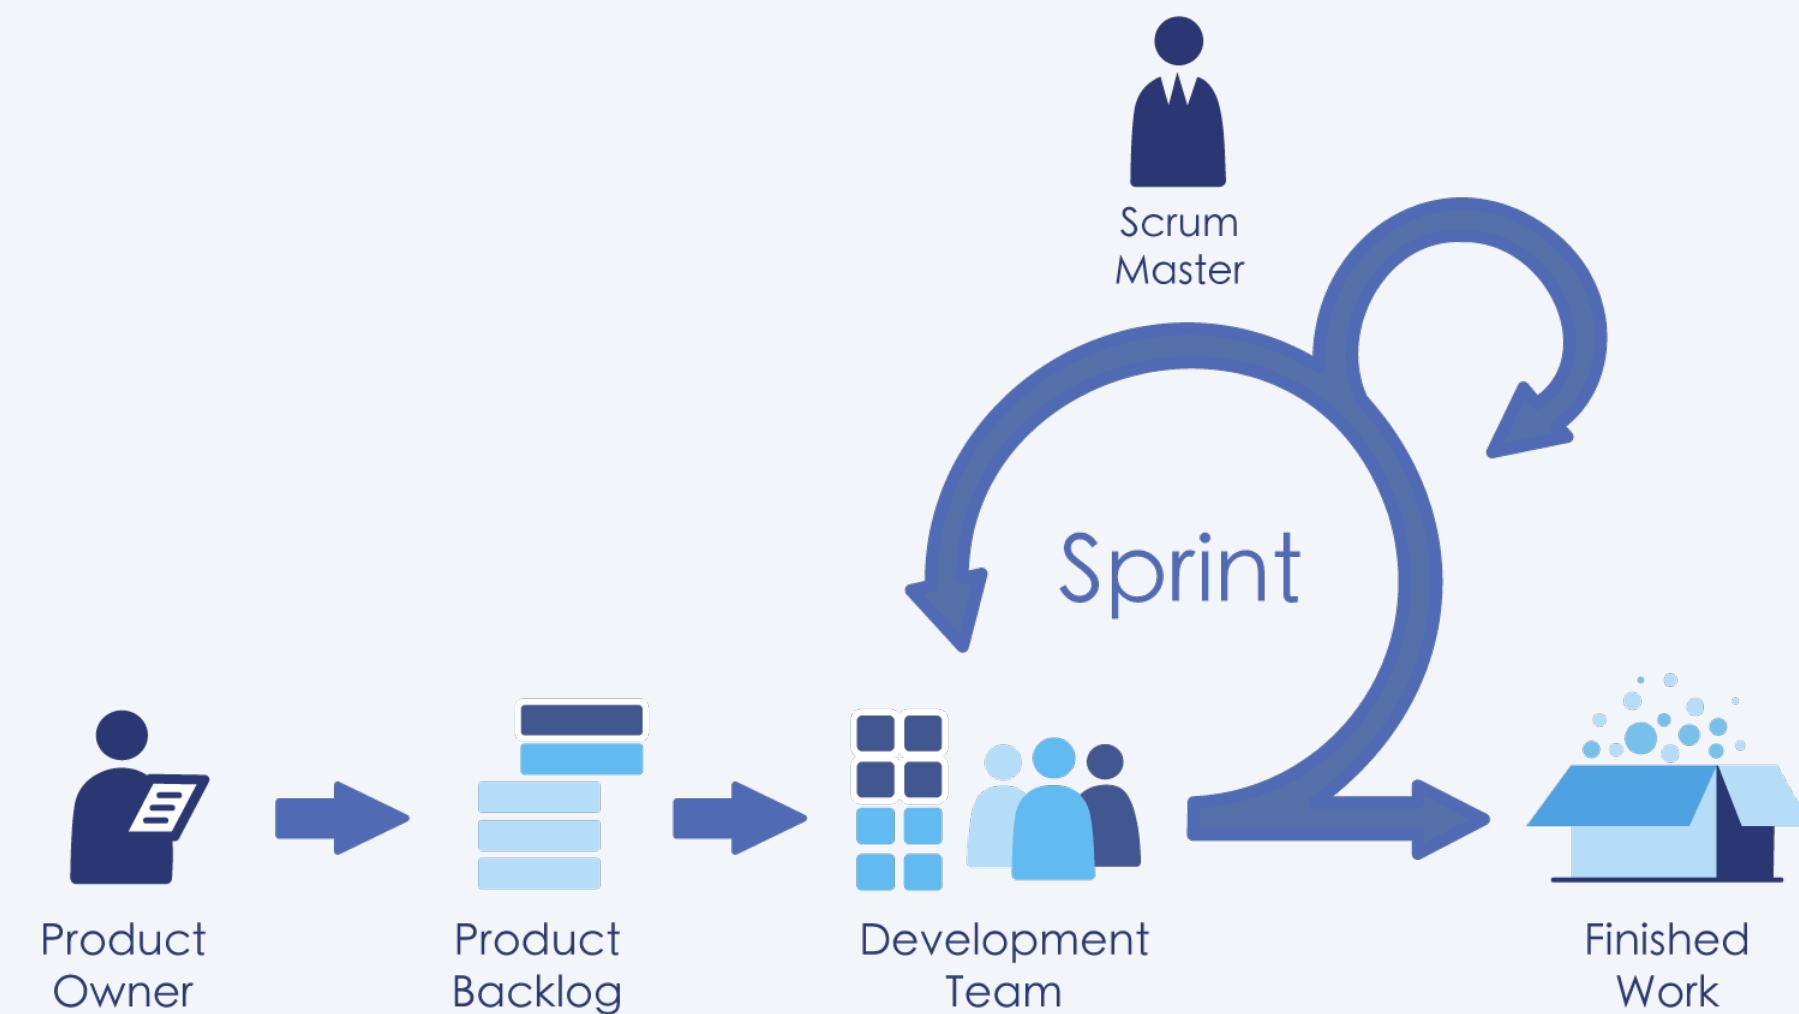 Scrum
Master
Sprint
Product
Owner
Product
Backlog
Development
Team
Finished
Work